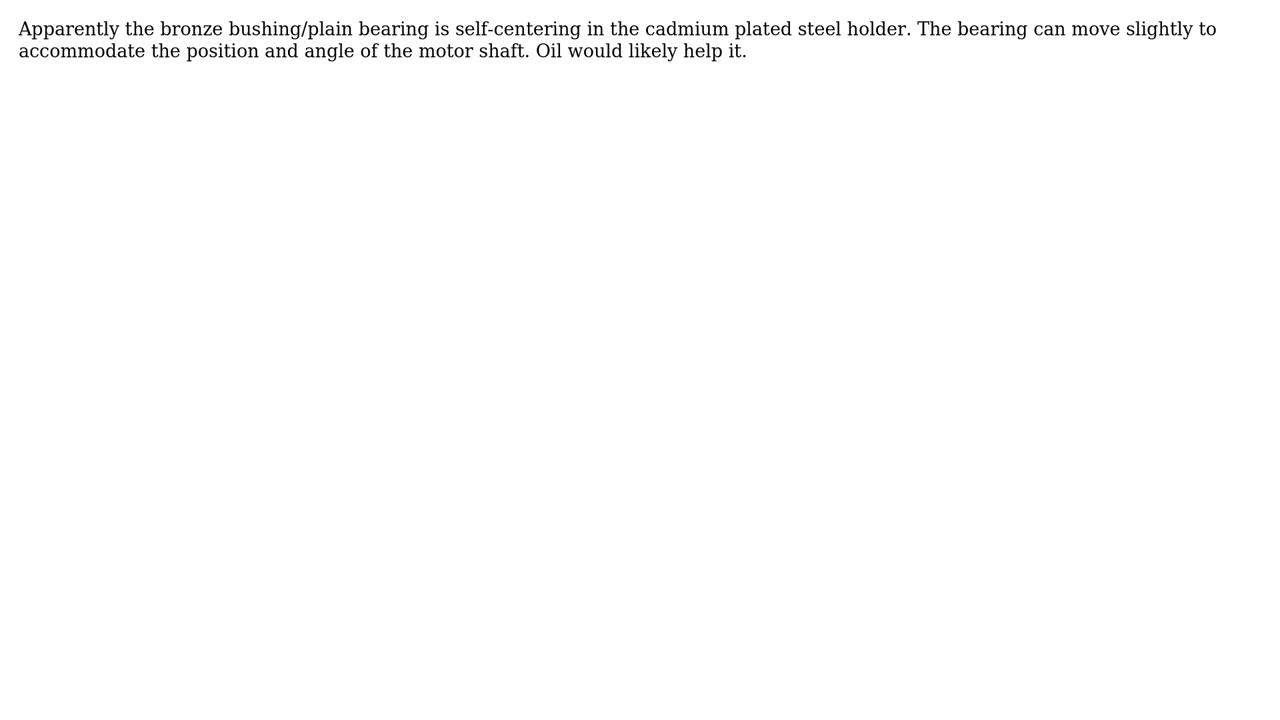 Apparently the bronze bushing/plain bearing is self-centering in the cadmium plated steel holder. The bearing can move slightly to
accommodate the position and angle of the motor shaft. Oil would likely help it.